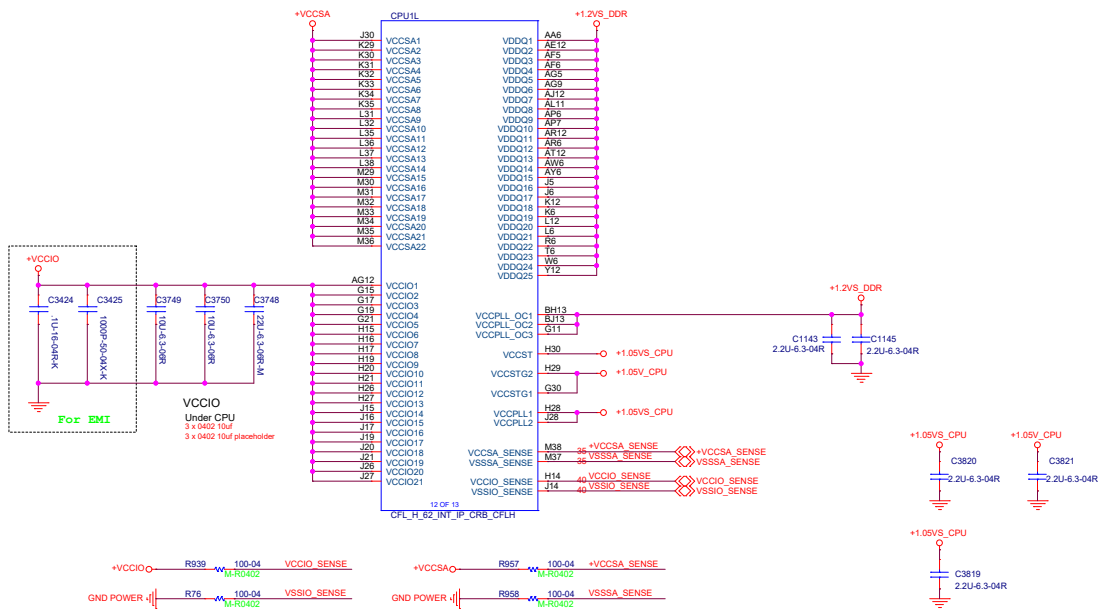 +VCCSA
CPU1L
+1.2VS_DDR
J30 VCCSA1 VDDQ1 AA6
K29 VCCSA2 VDDQ2 AE12
K30 VCCSA3 VDDQ3 AF5
K31 VCCSA4 VDDQ4 AF6
K32 VCCSA5 VDDQ5 AG5
K33 VCCSA6 VDDQ6 AG9
K34 VCCSA7 VDDQ7 AJ12
K35 VCCSA8 VDDQ8 AL11
L31 VCCSA9 VDDQ9 AP6
L32 VCCSA10 VDDQ10 AP7
L35 VCCSA11 VDDQ11 AR12
L36 VCCSA12 VDDQ12 AR6
L37 VCCSA13 VDDQ13 AT12
L38 VCCSA14 VDDQ14 AW6
M29 VCCSA15 VDDQ15 AY6
M30 VCCSA16 VDDQ16 J5
M31 VCCSA17 VDDQ17 J6
M32 VCCSA18 VDDQ18 K12
M33 VCCSA19 VDDQ19 K6
M34 VCCSA20 VDDQ20 L12
M35 VCCSA21 VDDQ21 L6
M36 VCCSA22 VDDQ22 R6
VDDQ23 T6
VDDQ24 W6
VDDQ25 Y12
+VCCIO
C3424
.1U-16-04R-K
C3425
1000P-50-04X-K
C3749
10U-6.3-06R
C3750
10U-6.3-06R
C3748
22U-6.3-06R-M
For EMI
VCCIO
Under CPU
3 x 0402 10uf
3 x 0402 10uf placeholder
AG12 VCCIO1
G15 VCCIO2
G17 VCCIO3
G19 VCCIO4
G21 VCCIO5
H15 VCCIO6
H16 VCCIO7
H17 VCCIO8
H19 VCCIO9
H20 VCCIO10
H21 VCCIO11
H26 VCCIO12
H27 VCCIO13
J15 VCCIO14
J16 VCCIO15
J17 VCCIO16
J19 VCCIO17
J20 VCCIO18
J21 VCCIO19
J26 VCCIO20
J27 VCCIO21
VCCPLL_OC1 BH13
VCCPLL_OC2 BJ13
VCCPLL_OC3 G11
VCCST H30 +1.05VS_CPU
VCCSTG2 H29 +1.05V_CPU
VCCSTG1 G30
VCCPLL1 H28 +1.05VS_CPU
VCCPLL2 J28
VCCSA_SENSE M38 35 +VCCSA_SENSE +VCCSA_SENSE
VSSSA_SENSE M37 35 VSSSA_SENSE VSSSA_SENSE
VCCIO_SENSE H14 40 VCCIO_SENSE VCCIO_SENSE
VSSIO_SENSE J14 40 VSSIO_SENSE VSSIO_SENSE
12 OF 13
CFL_H_62_INT_IP_CRB_CFLH
+1.2VS_DDR
C1143
2.2U-6.3-04R
C1145
2.2U-6.3-04R
+1.05VS_CPU
C3820
2.2U-6.3-04R
+1.05V_CPU
C3821
2.2U-6.3-04R
+1.05VS_CPU
C3819
2.2U-6.3-04R
+VCCIO R939 100-04 VCCIO_SENSE
M-R0402
GND POWER R76 100-04 VSSIO_SENSE
M-R0402
+VCCSA R957 100-04 +VCCSA_SENSE
M-R0402
GND POWER R958 100-04 VSSSA_SENSE
M-R0402